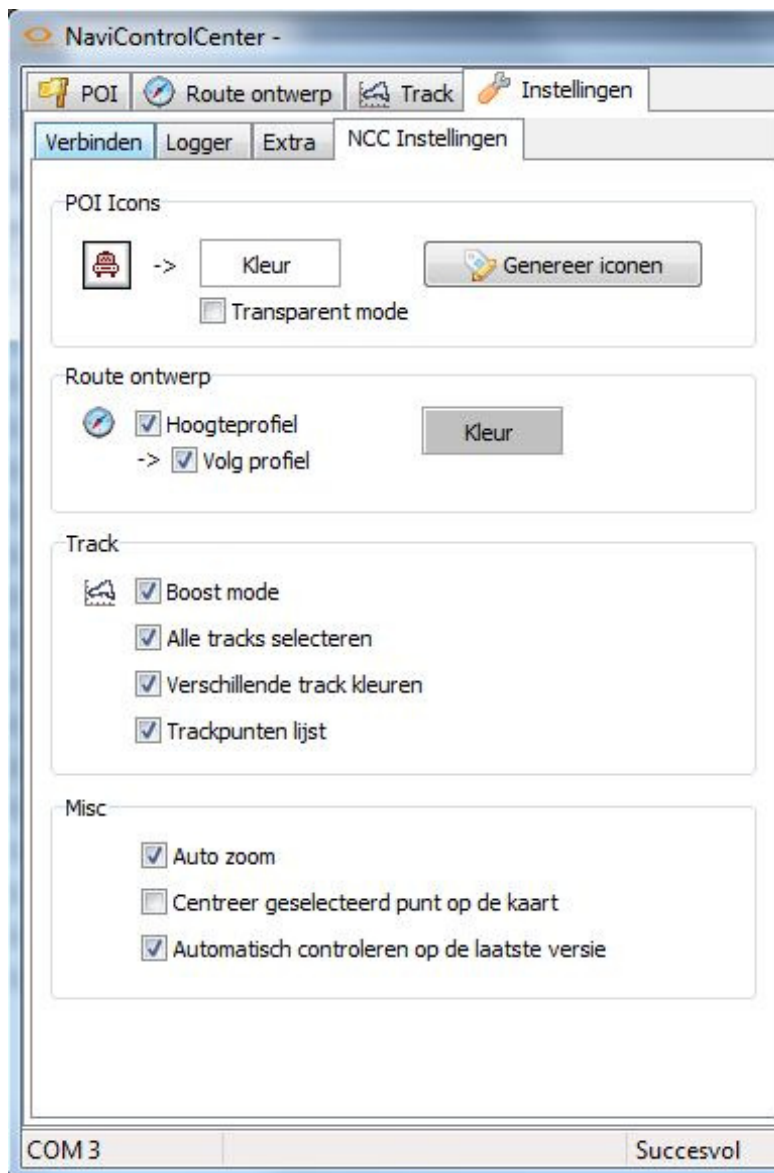 NaviControlCenter -
POI Route ontwerp Track Instellingen
Verbinden Logger Extra NCC Instellingen
POI Icons
-> Kleur Genereer iconen
Transparent mode
Route ontwerp
Hoogteprofiel Kleur
-> Volg profiel
Track
Boost mode
Alle tracks selecteren
Verschillende track kleuren
Trackpunten lijst
Misc
Auto zoom
Centreer geselecteerd punt op de kaart
Automatisch controleren op de laatste versie
COM 3 Succesvol